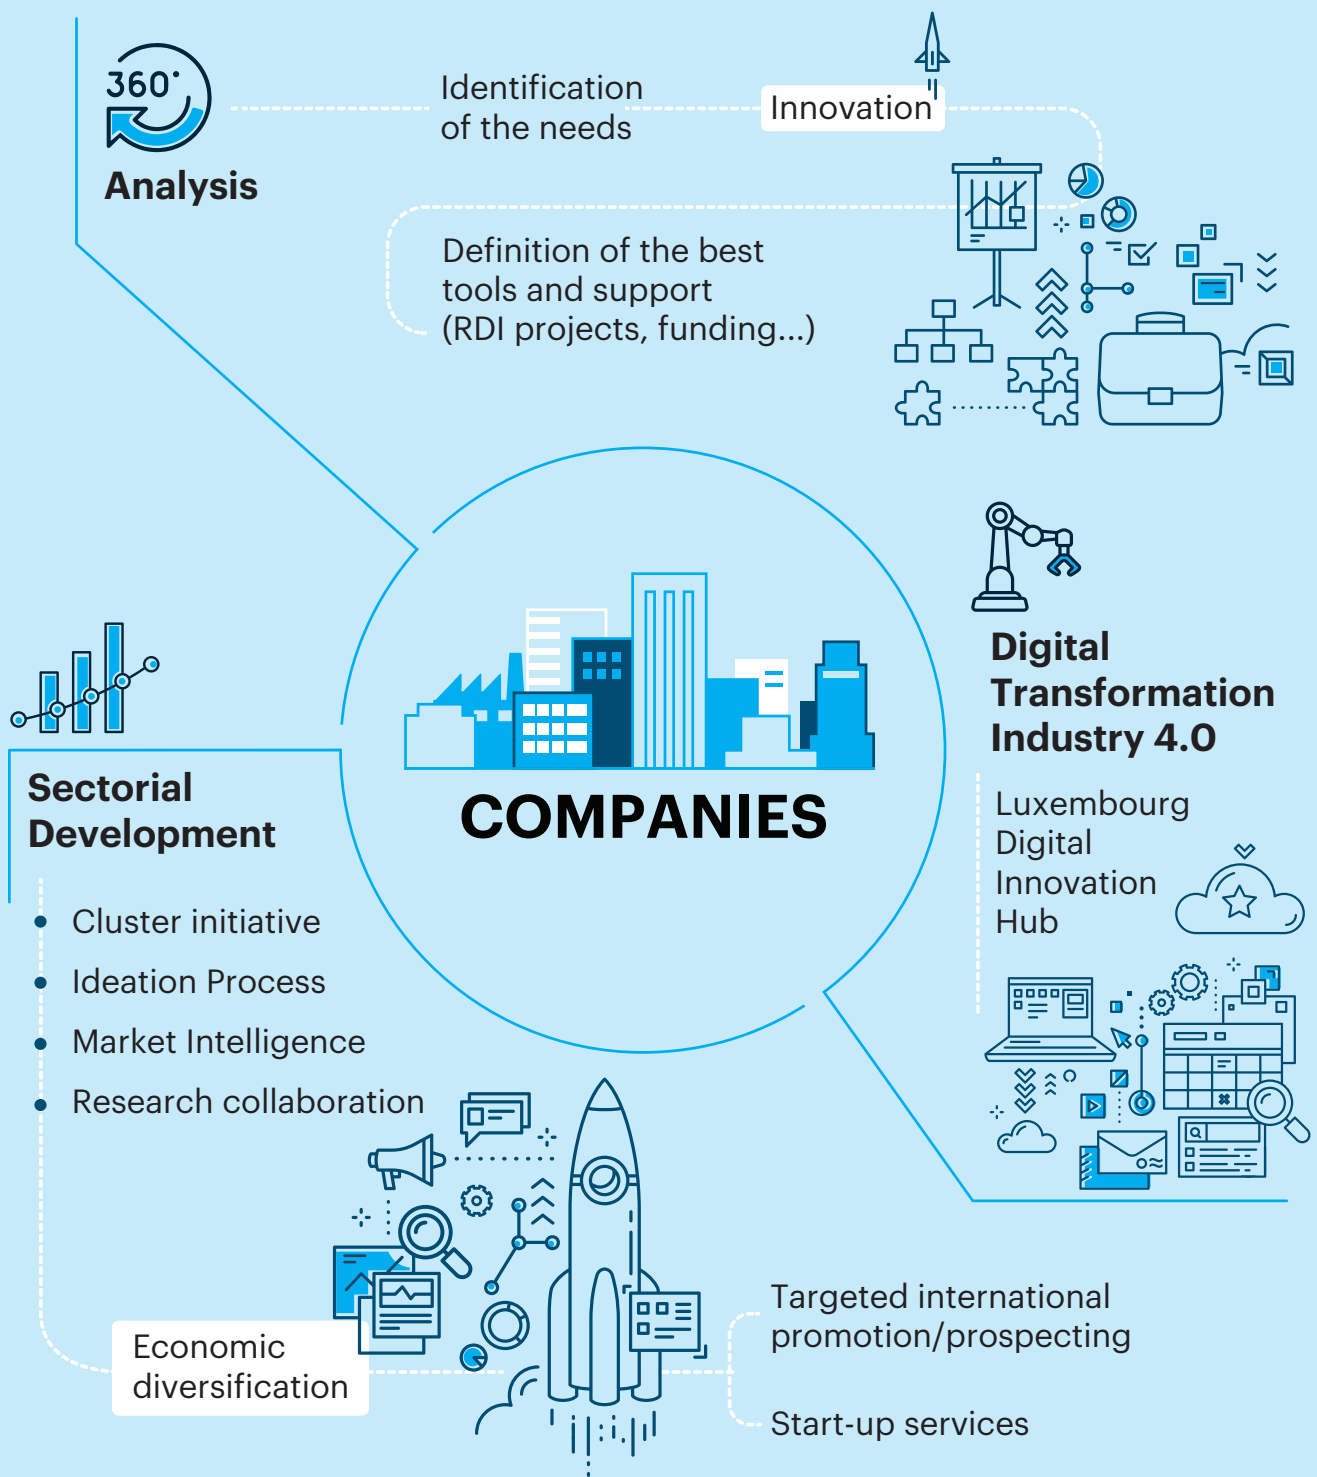 360°
Analysis
Identification
of the needs
Innovation
Definition of the best
tools and support
(RDI projects, funding...)
COMPANIES
Digital
Transformation
Industry 4.0
Luxembourg
Digital
Innovation
Hub
Sectorial
Development
• Cluster initiative
• Ideation Process
• Market Intelligence
• Research collaboration
Economic
diversification
Targeted international
promotion/prospecting
Start-up services